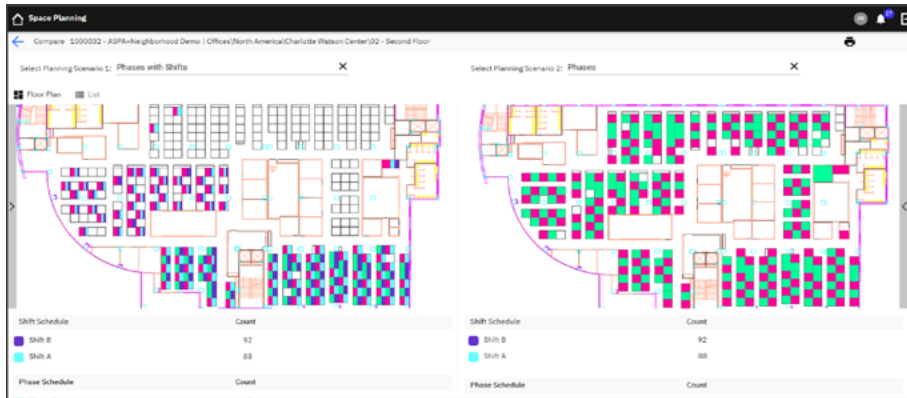 Space Planning
27
Compare 1000032 - ASPA+Neighborhood Demo | Offices\North America\Charlotte Watson Center\02 - Second Floor
Select Planning Scenario 1: Phases with Shifts X
Select Planning Scenario 2: Phases X
Floor Plan List
Shift Schedule Count
Shift B 92
Shift A 88
Phase Schedule Count
Shift Schedule Count
Shift B 92
Shift A 88
Phase Schedule Count